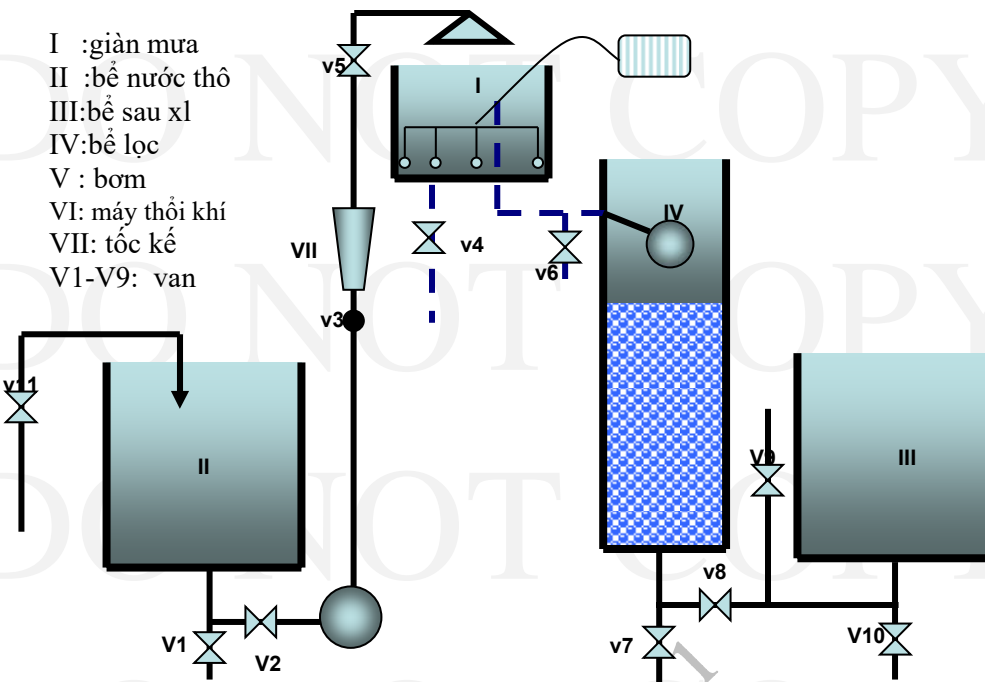 I :giàn mưa
II :bể nước thô
III:bể sau xl
IV:bể lọc
V : bơm
VI: máy thổi khí
VII: tốc kế
V1-V9: van
v5
I
VII
v4
v6
IV
v3
v11
II
V9
III
v8
V1
V2
v7
V10
DO NOT COPY
DO NOT COPY
DO NOT COPY